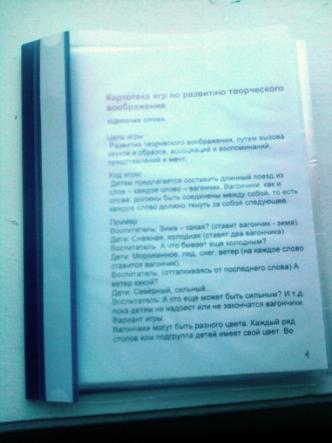 Картотека игр по развитию творческого
воображения
«Цепочка слов».
Цель игры:
Развитие творческого воображения, путем вызова
звуков и образов, ассоциаций и воспоминаний,
представлений и мечт.
Ход игры:
Детям предлагается составить длинный поезд из
слов - каждое слово – вагончик. Вагончики, как и
слова, должны быть соединены между собой, то есть
каждое слово должно тянуть за собой следующее.
Пример:
Воспитатель: Зима – какая? (ставит вагончик - зима).
Дети: Снежная, холодная (ставят два вагончика).
Воспитатель: А что бывает еще холодным?
Дети: Мороженное, лед, снег, ветер (на каждое слово
ставится вагончик)
Воспитатель: (отталкиваясь от последнего слова) А
ветер какой?
Дети: Северный, сильный...
Воспитатель: А кто еще может быть сильным? И т.д.
пока детям не надоест или не закончатся вагончики.
Вариант игры:
Вагончики могут быть разного цвета. Каждый ряд
столов или подгруппа детей имеет свой цвет. Во